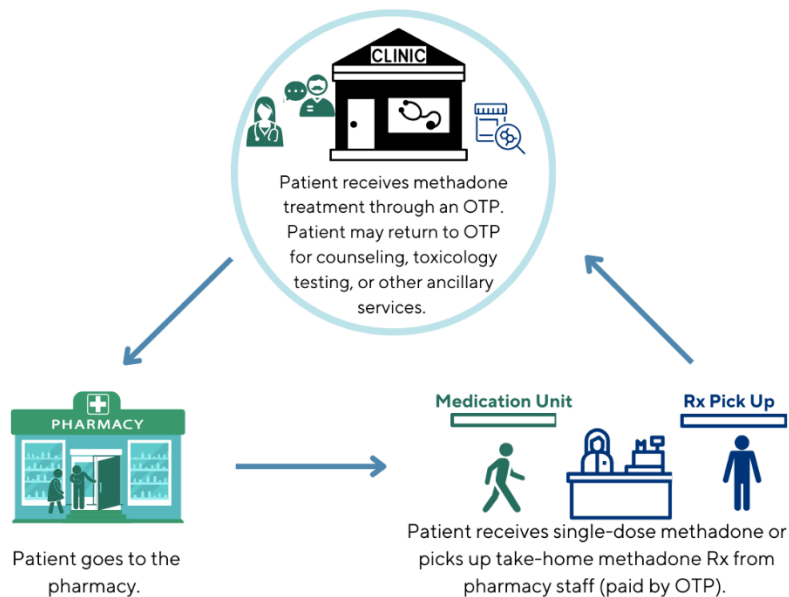 CLINIC
Patient receives methadone
treatment through an OTP.
Patient may return to OTP
for counseling, toxicology
testing, or other ancillary
services.
PHARMACY
Patient goes to the
pharmacy.
Medication Unit
Rx Pick Up
Patient receives single-dose methadone or
picks up take-home methadone Rx from
pharmacy staff (paid by OTP).